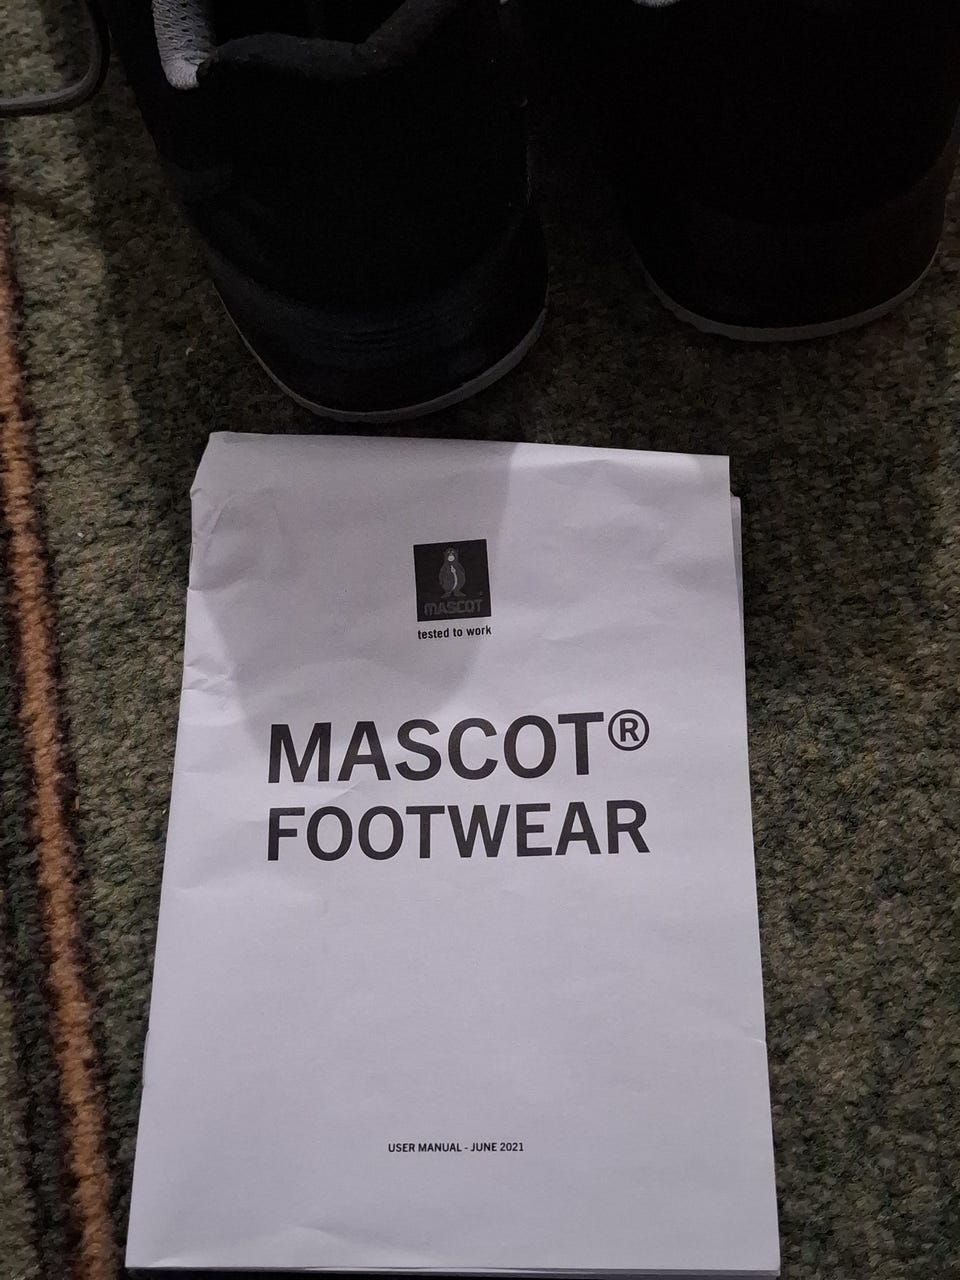 MASCOT
tested to work
MASCOT®
FOOTWEAR
USER MANUAL - JUNE 2021